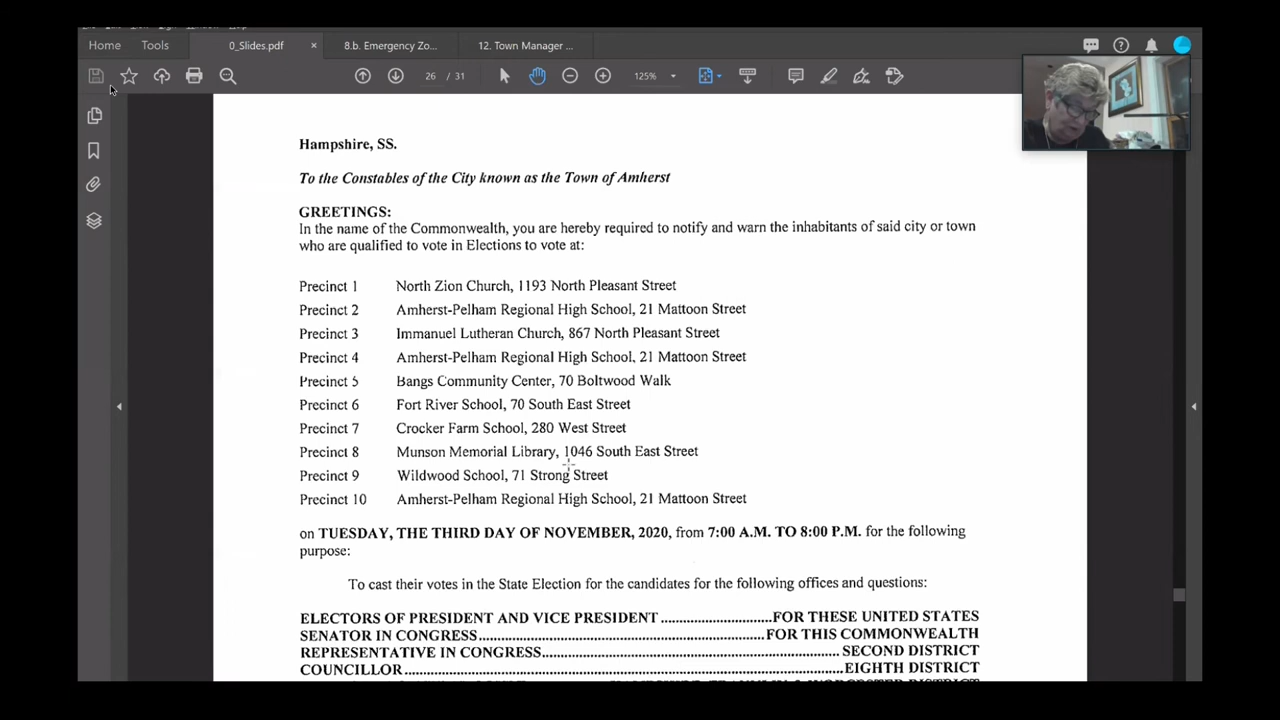 Home Tools 0_Slides.pdf × 8.b. Emergency Zo... 12. Town Manager ...
26 / 31 125%
Hampshire, SS.
To the Constables of the City known as the Town of Amherst
GREETINGS:
In the name of the Commonwealth, you are hereby required to notify and warn the inhabitants of said city or town
who are qualified to vote in Elections to vote at:
Precinct 1 North Zion Church, 1193 North Pleasant Street
Precinct 2 Amherst-Pelham Regional High School, 21 Mattoon Street
Precinct 3 Immanuel Lutheran Church, 867 North Pleasant Street
Precinct 4 Amherst-Pelham Regional High School, 21 Mattoon Street
Precinct 5 Bangs Community Center, 70 Boltwood Walk
Precinct 6 Fort River School, 70 South East Street
Precinct 7 Crocker Farm School, 280 West Street
Precinct 8 Munson Memorial Library, 1046 South East Street
Precinct 9 Wildwood School, 71 Strong Street
Precinct 10 Amherst-Pelham Regional High School, 21 Mattoon Street
on TUESDAY, THE THIRD DAY OF NOVEMBER, 2020, from 7:00 A.M. TO 8:00 P.M. for the following
purpose:
To cast their votes in the State Election for the candidates for the following offices and questions:
ELECTORS OF PRESIDENT AND VICE PRESIDENT ..........................FOR THESE UNITED STATES
SENATOR IN CONGRESS....................................................................FOR THIS COMMONWEALTH
REPRESENTATIVE IN CONGRESS......................................................................SECOND DISTRICT
COUNCILLOR..........................................................................................................EIGHTH DISTRICT